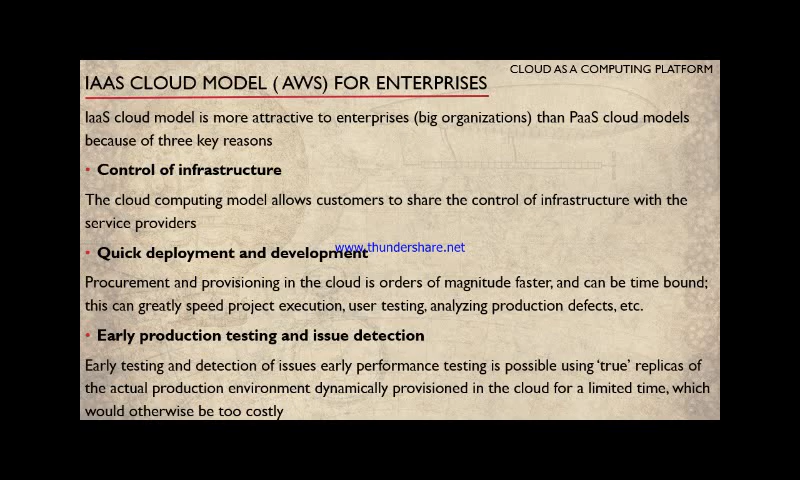 CLOUD AS A COMPUTING PLATFORM
IAAS CLOUD MODEL ( AWS) FOR ENTERPRISES
IaaS cloud model is more attractive to enterprises (big organizations) than PaaS cloud models
because of three key reasons
• Control of infrastructure
The cloud computing model allows customers to share the control of infrastructure with the
service providers
• Quick deployment and development
www.thundershare.net
Procurement and provisioning in the cloud is orders of magnitude faster, and can be time bound;
this can greatly speed project execution, user testing, analyzing production defects, etc.
• Early production testing and issue detection
Early testing and detection of issues early performance testing is possible using ‘true’ replicas of
the actual production environment dynamically provisioned in the cloud for a limited time, which
would otherwise be too costly